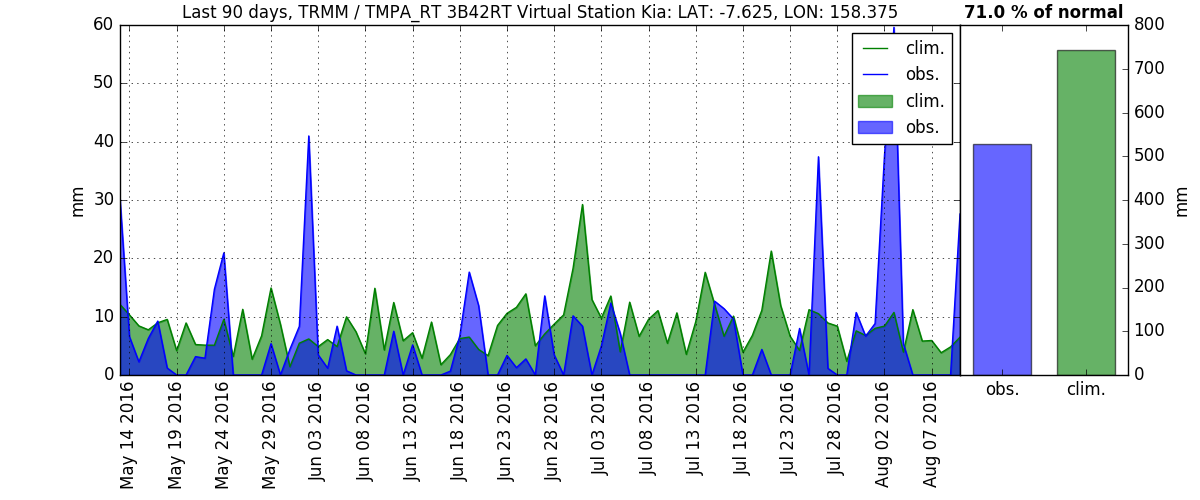 Last 90 days, TRMM / TMPA_RT 3B42RT Virtual Station Kia: LAT: -7.625, LON: 158.375
71.0 % of normal
60
50
40
30
20
10
0
mm
clim.
obs.
clim.
obs.
800
700
600
500
400
300
200
100
0
mm
May 14 2016
May 19 2016
May 24 2016
May 29 2016
Jun 03 2016
Jun 08 2016
Jun 13 2016
Jun 18 2016
Jun 23 2016
Jun 28 2016
Jul 03 2016
Jul 08 2016
Jul 13 2016
Jul 18 2016
Jul 23 2016
Jul 28 2016
Aug 02 2016
Aug 07 2016
obs.
clim.